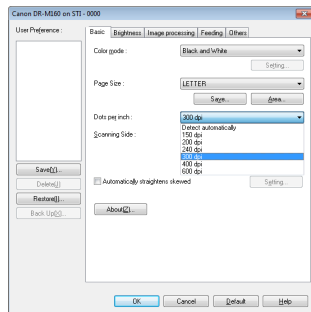 Canon DR-M160 on STI - 0000
User Preference :
Basic Brightness Image processing Feeding Others
Color mode : Black and White
Setting...
Page Size : LETTER
Save... Area...
Dots per inch : 300 dpi
Detect automatically
Scanning Side : 150 dpi
200 dpi
240 dpi
300 dpi
400 dpi
600 dpi
Save(Y)...
Delete(J)
Restore(I)...
Back Up(X)...
Automatically straightens skewed Setting...
About(Z)...
OK Cancel Default Help